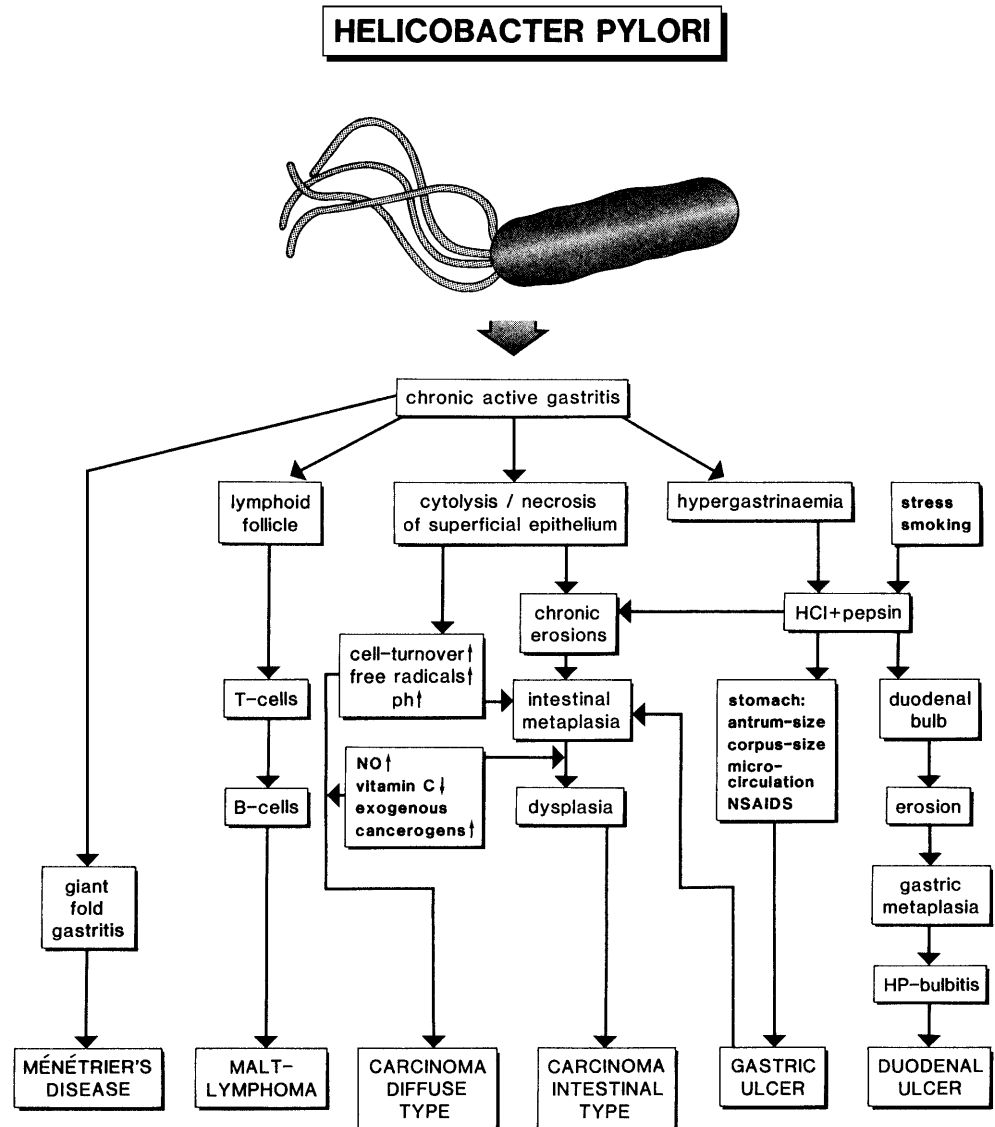 HELICOBACTER PYLORI
chronic active gastritis
lymphoid
follicle
cytolysis / necrosis
of superficial epithelium
hypergastrinaemia
stress
smoking
chronic
erosions
HCl+pepsin
cell-turnover↑
free radicals↑
ph↑
T-cells
intestinal
metaplasia
stomach:
antrum-size
corpus-size
micro-
circulation
NSAIDS
duodenal
bulb
NO↑
vitamin C↓
exogenous
cancerogens↑
B-cells
dysplasia
erosion
giant
fold
gastritis
gastric
metaplasia
HP-bulbitis
MÉNÉTRIER'S
DISEASE
MALT-
LYMPHOMA
CARCINOMA
DIFFUSE
TYPE
CARCINOMA
INTESTINAL
TYPE
GASTRIC
ULCER
DUODENAL
ULCER